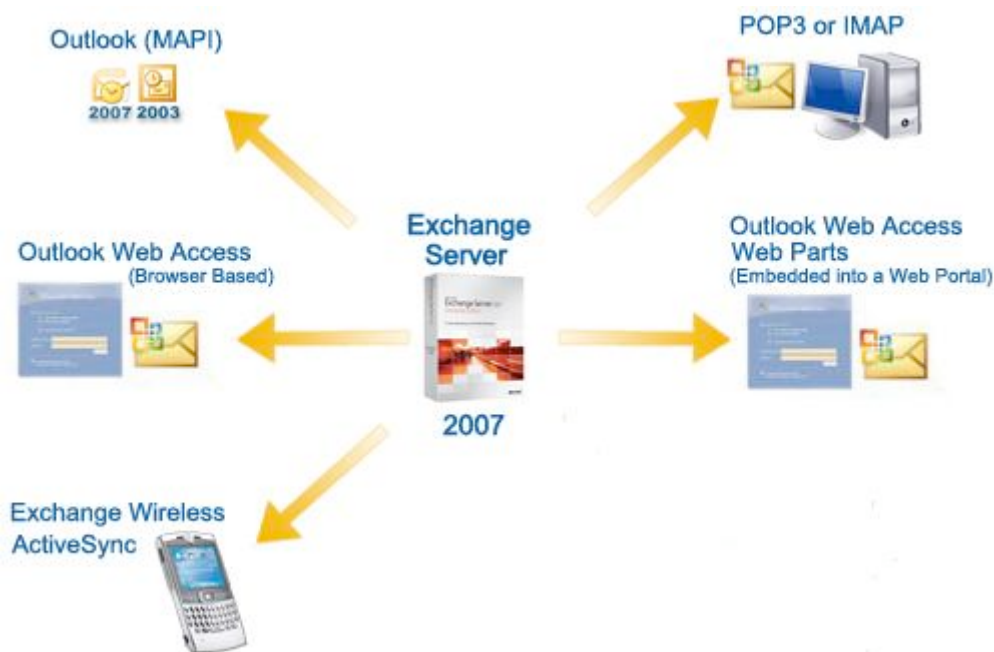 Outlook (MAPI)
2007 2003
POP3 or IMAP
Exchange
Server
2007
Outlook Web Access
(Browser Based)
Outlook Web Access
Web Parts
(Embedded into a Web Portal)
Exchange Wireless
ActiveSync